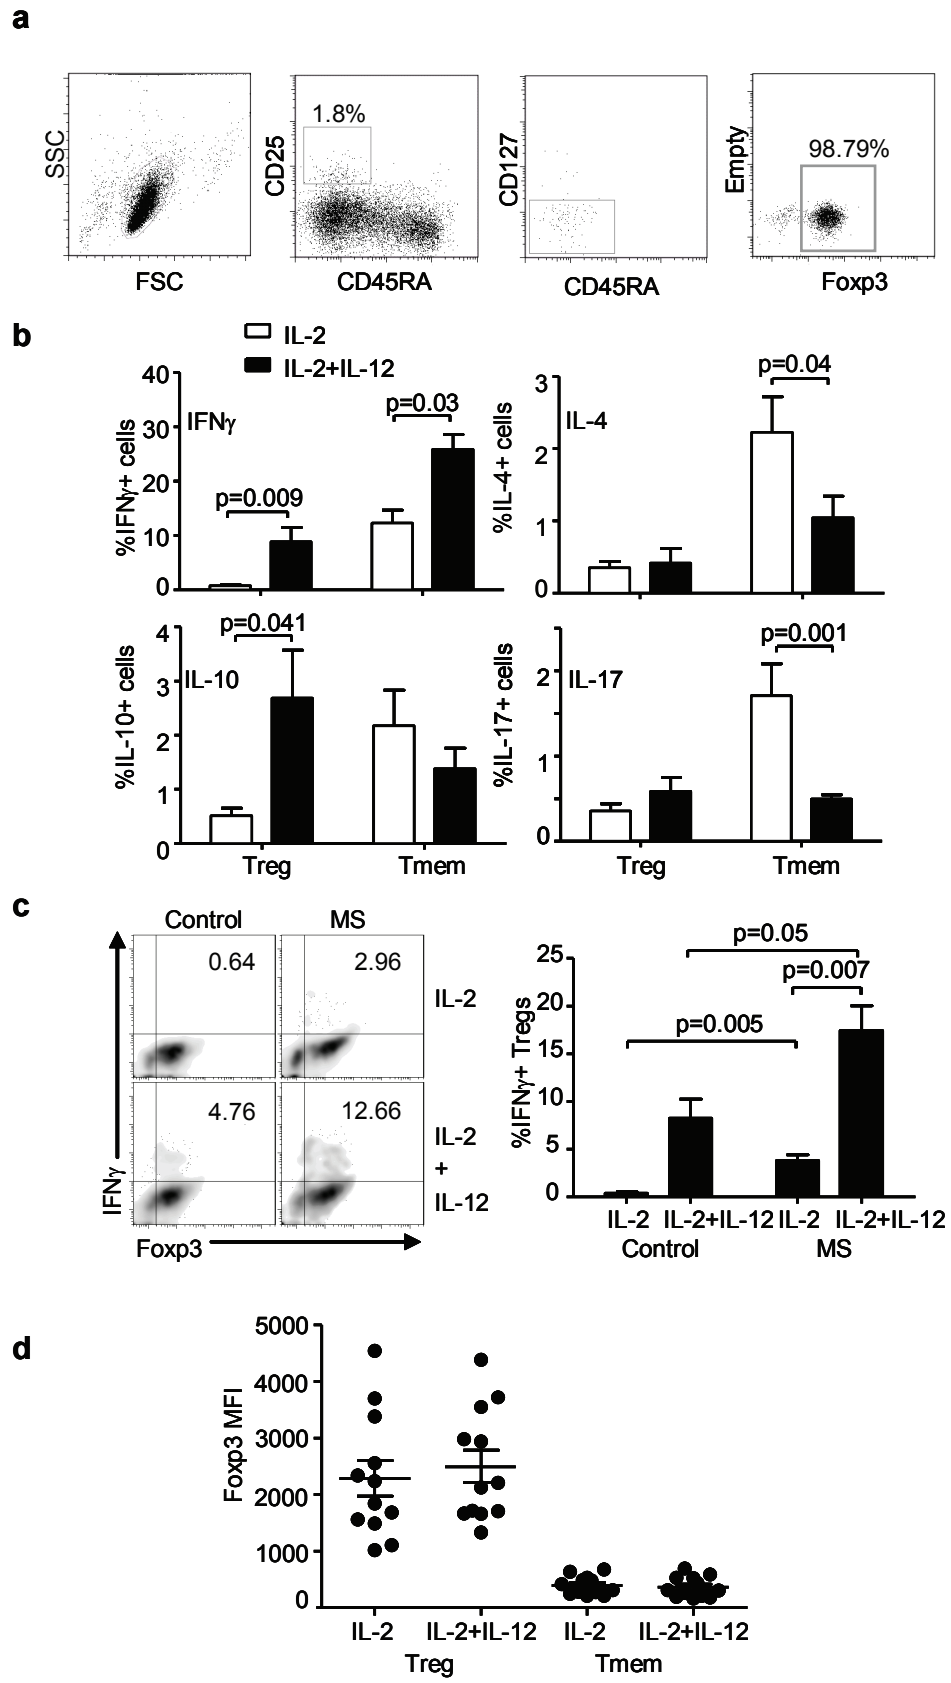 a
SSC
FSC
1.8%
CD25
CD45RA
CD127
CD45RA
98.79%
Empty
Foxp3
b
IL-2
IL-2+IL-12
40
30
20
10
0
%IFNγ+ cells
IFNγ
p=0.009
p=0.03
3
2
1
0
%IL-4+ cells
IL-4
p=0.04
4
3
2
1
0
%IL-10+ cells
IL-10
p=0.041
Treg
Tmem
2
1
0
%IL-17+ cells
IL-17
p=0.001
Treg
Tmem
c
Control
MS
0.64
2.96
IL-2
4.76
12.66
IL-2
+
IL-12
IFNγ
Foxp3
25
20
15
10
5
0
%IFNγ+ Tregs
p=0.05
p=0.007
p=0.005
IL-2
IL-2+IL-12
IL-2
IL-2+IL-12
Control
MS
d
5000
4000
3000
2000
1000
0
Foxp3 MFI
IL-2
IL-2+IL-12
IL-2
IL-2+IL-12
Treg
Tmem